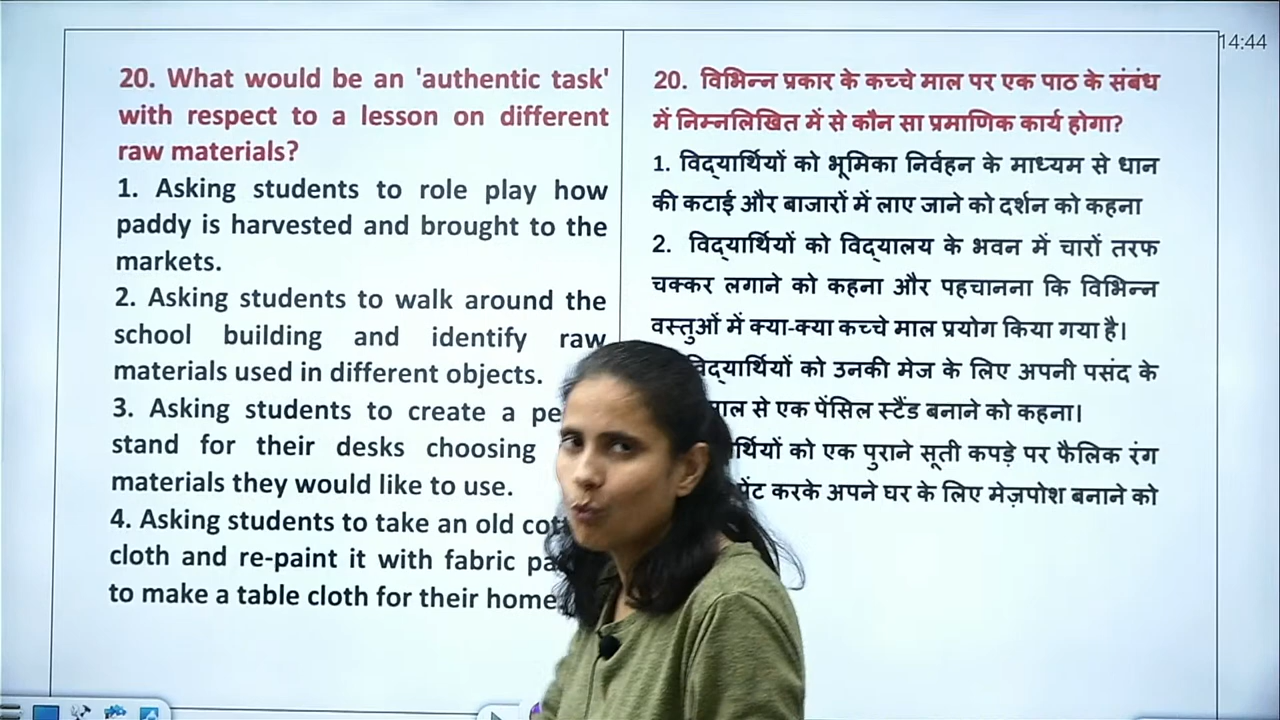 14:44
20. What would be an 'authentic task'
with respect to a lesson on different
raw materials?
1. Asking students to role play how
paddy is harvested and brought to the
markets.
2. Asking students to walk around the
school building and identify raw
materials used in different objects.
3. Asking students to create a
stand for their desks choosing
materials they would like to use.
4. Asking students to take an old
cloth and re-paint it with fabric
to make a table cloth for their home
20. विभिन्न प्रकार के कच्चे माल पर एक पाठ के संबंध
में निम्नलिखित में से कौन सा प्रमाणिक कार्य होगा?
1. विद्यार्थियों को भूमिका निर्वहन के माध्यम से धान
की कटाई और बाजारों में लाए जाने को दर्शन को कहना
2. विद्यार्थियों को विद्यालय के भवन में चारों तरफ
चक्कर लगाने को कहना और पहचानना कि विभिन्न
वस्तुओं में क्या-क्या कच्चे माल प्रयोग किया गया है।
विद्यार्थियों को उनकी मेज के लिए अपनी पसंद के
माल से एक पेंसिल स्टैंड बनाने को कहना।
को एक पुराने सूती कपड़े पर फैलिक रंग
पेंट करके अपने घर के लिए मेज़पोश बनाने को